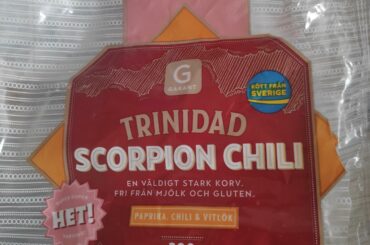 G
GARANT
KÖTT FRÅN
SVERIGE
TRINIDAD
SCORPION CHILI
EN VÄLDIGT STARK KORV.
FRI FRÅN MJÖLK OCH GLUTEN.
HET!
PAPRIKA, CHILI & VITLÖK